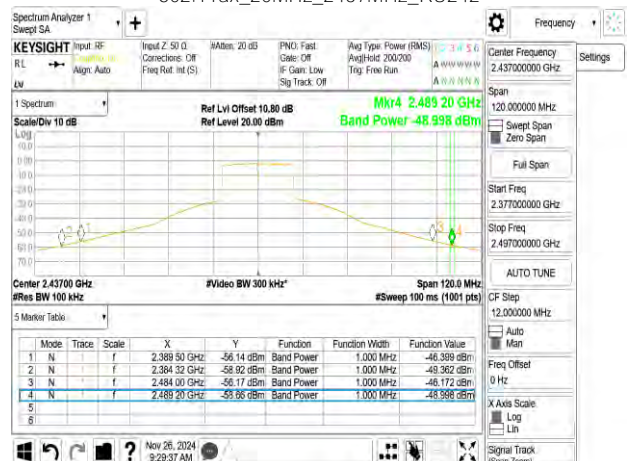 Spectrum Analyzer 1
Swept SA
Frequency
KEYSIGHT
Input: RF
Input Z: 50 Ω
#Atten: 20 dB
PNO: Fast
Avg Type: Power (RMS)
RL
Align: Auto
Corrections: Off
Freq Ref: Int (S)
Gate: Off
IF Gain: Low
Sig Track: Off
Avg|Hold: 200/200
Trig: Free Run
A W W W W W
A N N N N N
Center Frequency
2.437000000 GHz
Settings
1 Spectrum
Scale/Div 10 dB
Log
Ref Lvl Offset 10.80 dB
Ref Level 20.00 dBm
Mkr4 2.489 20 GHz
Band Power -48.998 dBm
Span
120.000000 MHz
Swept Span
Zero Span
Full Span
Start Freq
2.377000000 GHz
Stop Freq
2.497000000 GHz
AUTO TUNE
CF Step
12.000000 MHz
Auto
Man
Freq Offset
0 Hz
X Axis Scale
Log
Lin
Signal Track
Center 2.43700 GHz
#Res BW 100 kHz
#Video BW 300 kHz*
Span 120.0 MHz
#Sweep 100 ms (1001 pts)
5 Marker Table
Mode Trace Scale X Y Function Function Width Function Value
1 N f 2.389 50 GHz -56.14 dBm Band Power 1.000 MHz -46.399 dBm
2 N f 2.384 32 GHz -58.92 dBm Band Power 1.000 MHz -49.362 dBm
3 N f 2.484 00 GHz -56.17 dBm Band Power 1.000 MHz -46.172 dBm
4 N f 2.489 20 GHz -58.66 dBm Band Power 1.000 MHz -48.998 dBm
5
6
Nov 26, 2024
9:29:37 AM